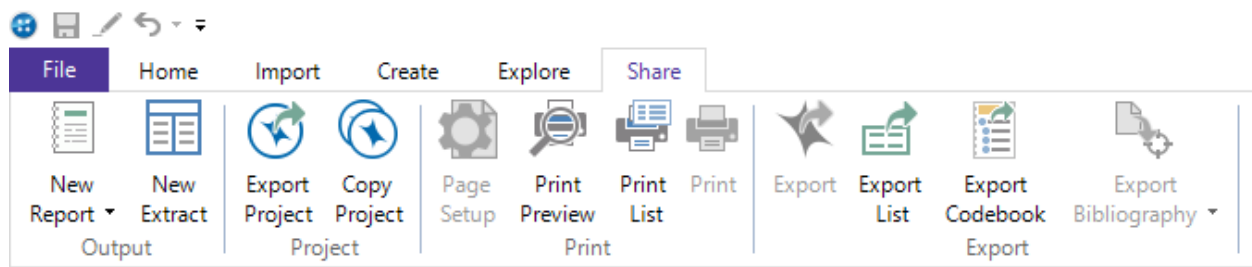 File Home Import Create Explore Share
New Report New Extract Export Project Copy Project Page Setup Print Preview Print List Print Export Export List Export Codebook Export Bibliography
Output Project Print Export